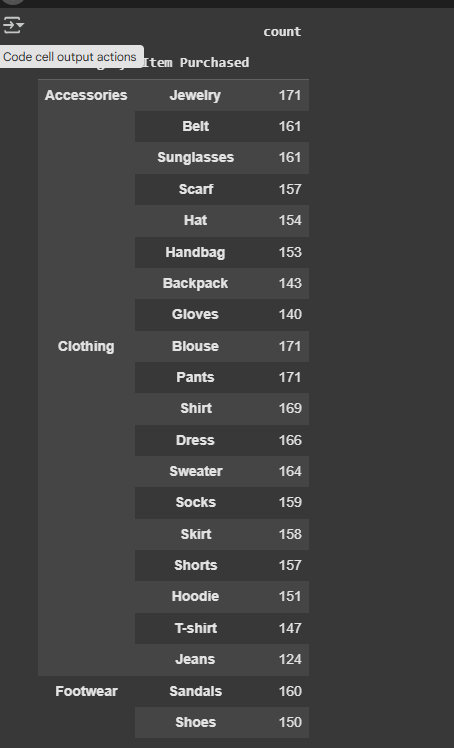 count
Code cell output actions
Item Purchased
Accessories Jewelry 171
Belt 161
Sunglasses 161
Scarf 157
Hat 154
Handbag 153
Backpack 143
Gloves 140
Clothing Blouse 171
Pants 171
Shirt 169
Dress 166
Sweater 164
Socks 159
Skirt 158
Shorts 157
Hoodie 151
T-shirt 147
Jeans 124
Footwear Sandals 160
Shoes 150